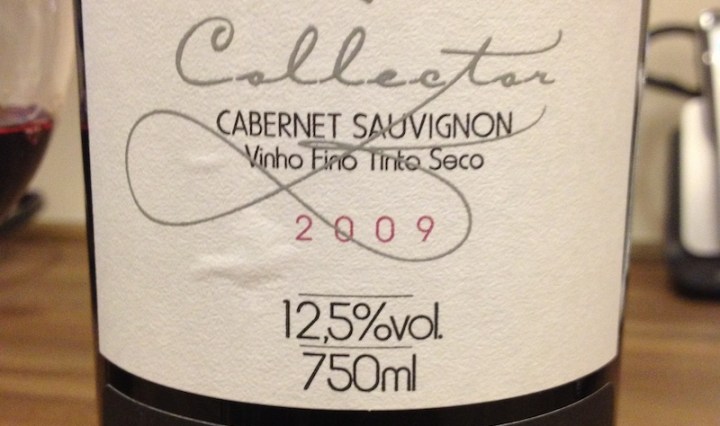 Collector
CABERNET SAUVIGNON
Vinho Fino Tinto Seco
2009
12,5%vol.
750ml